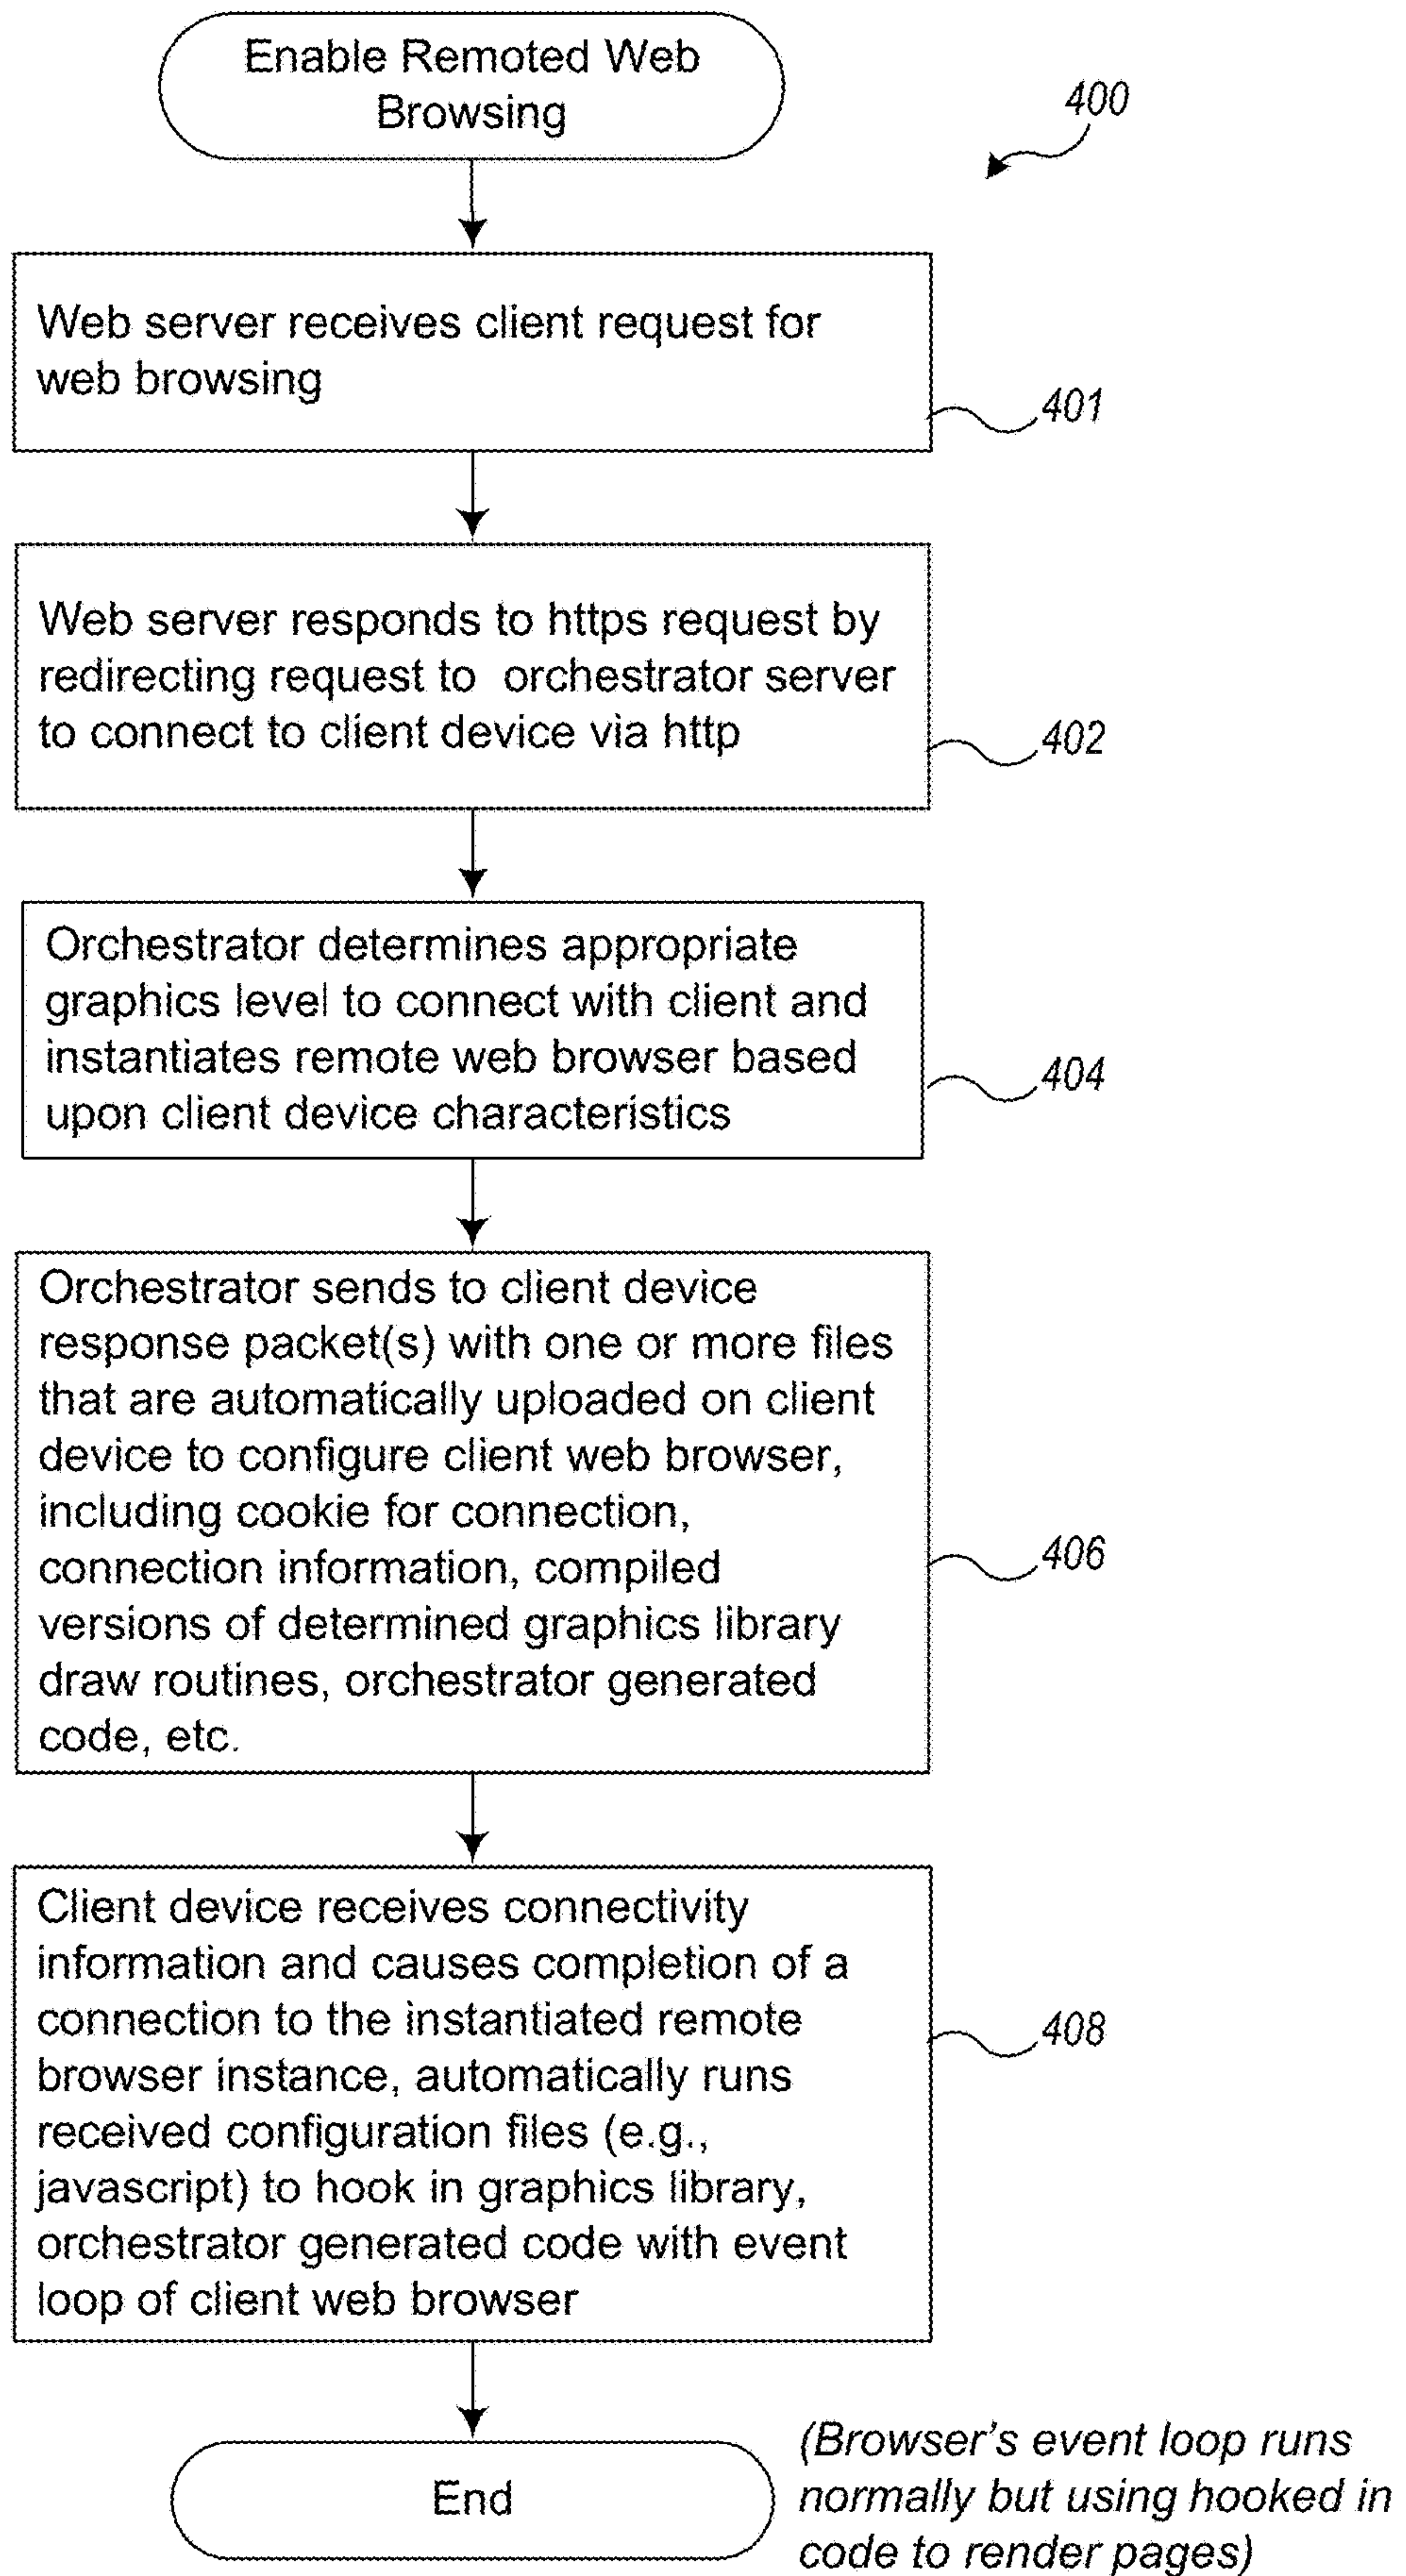 Enable Remoted Web
Browsing
400
Web server receives client request for
web browsing
401
Web server responds to https request by
redirecting request to orchestrator server
to connect to client device via http
402
Orchestrator determines appropriate
graphics level to connect with client and
instantiates remote web browser based
upon client device characteristics
404
Orchestrator sends to client device
response packet(s) with one or more files
that are automatically uploaded on client
device to configure client web browser,
including cookie for connection,
connection information, compiled
versions of determined graphics library
draw routines, orchestrator generated
code, etc.
406
Client device receives connectivity
information and causes completion of a
connection to the instantiated remote
browser instance, automatically runs
received configuration files (e.g.,
javascript) to hook in graphics library,
orchestrator generated code with event
loop of client web browser
408
End
(Browser's event loop runs
normally but using hooked in
code to render pages)